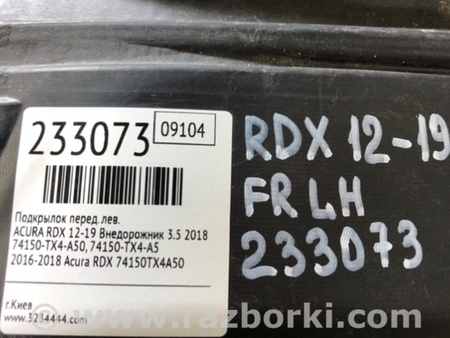 233073
09104
Подкрылок перед. лев.
ACURA RDX 12-19 Внедорожник 3.5 2018
74150-TX4-A50, 74150-TX4-A5
2016-2018 Acura RDX 74150TX4A50
г.Киев
www.3234444.com
RDX 12-19
FR LH
233073
© www.razborki.com